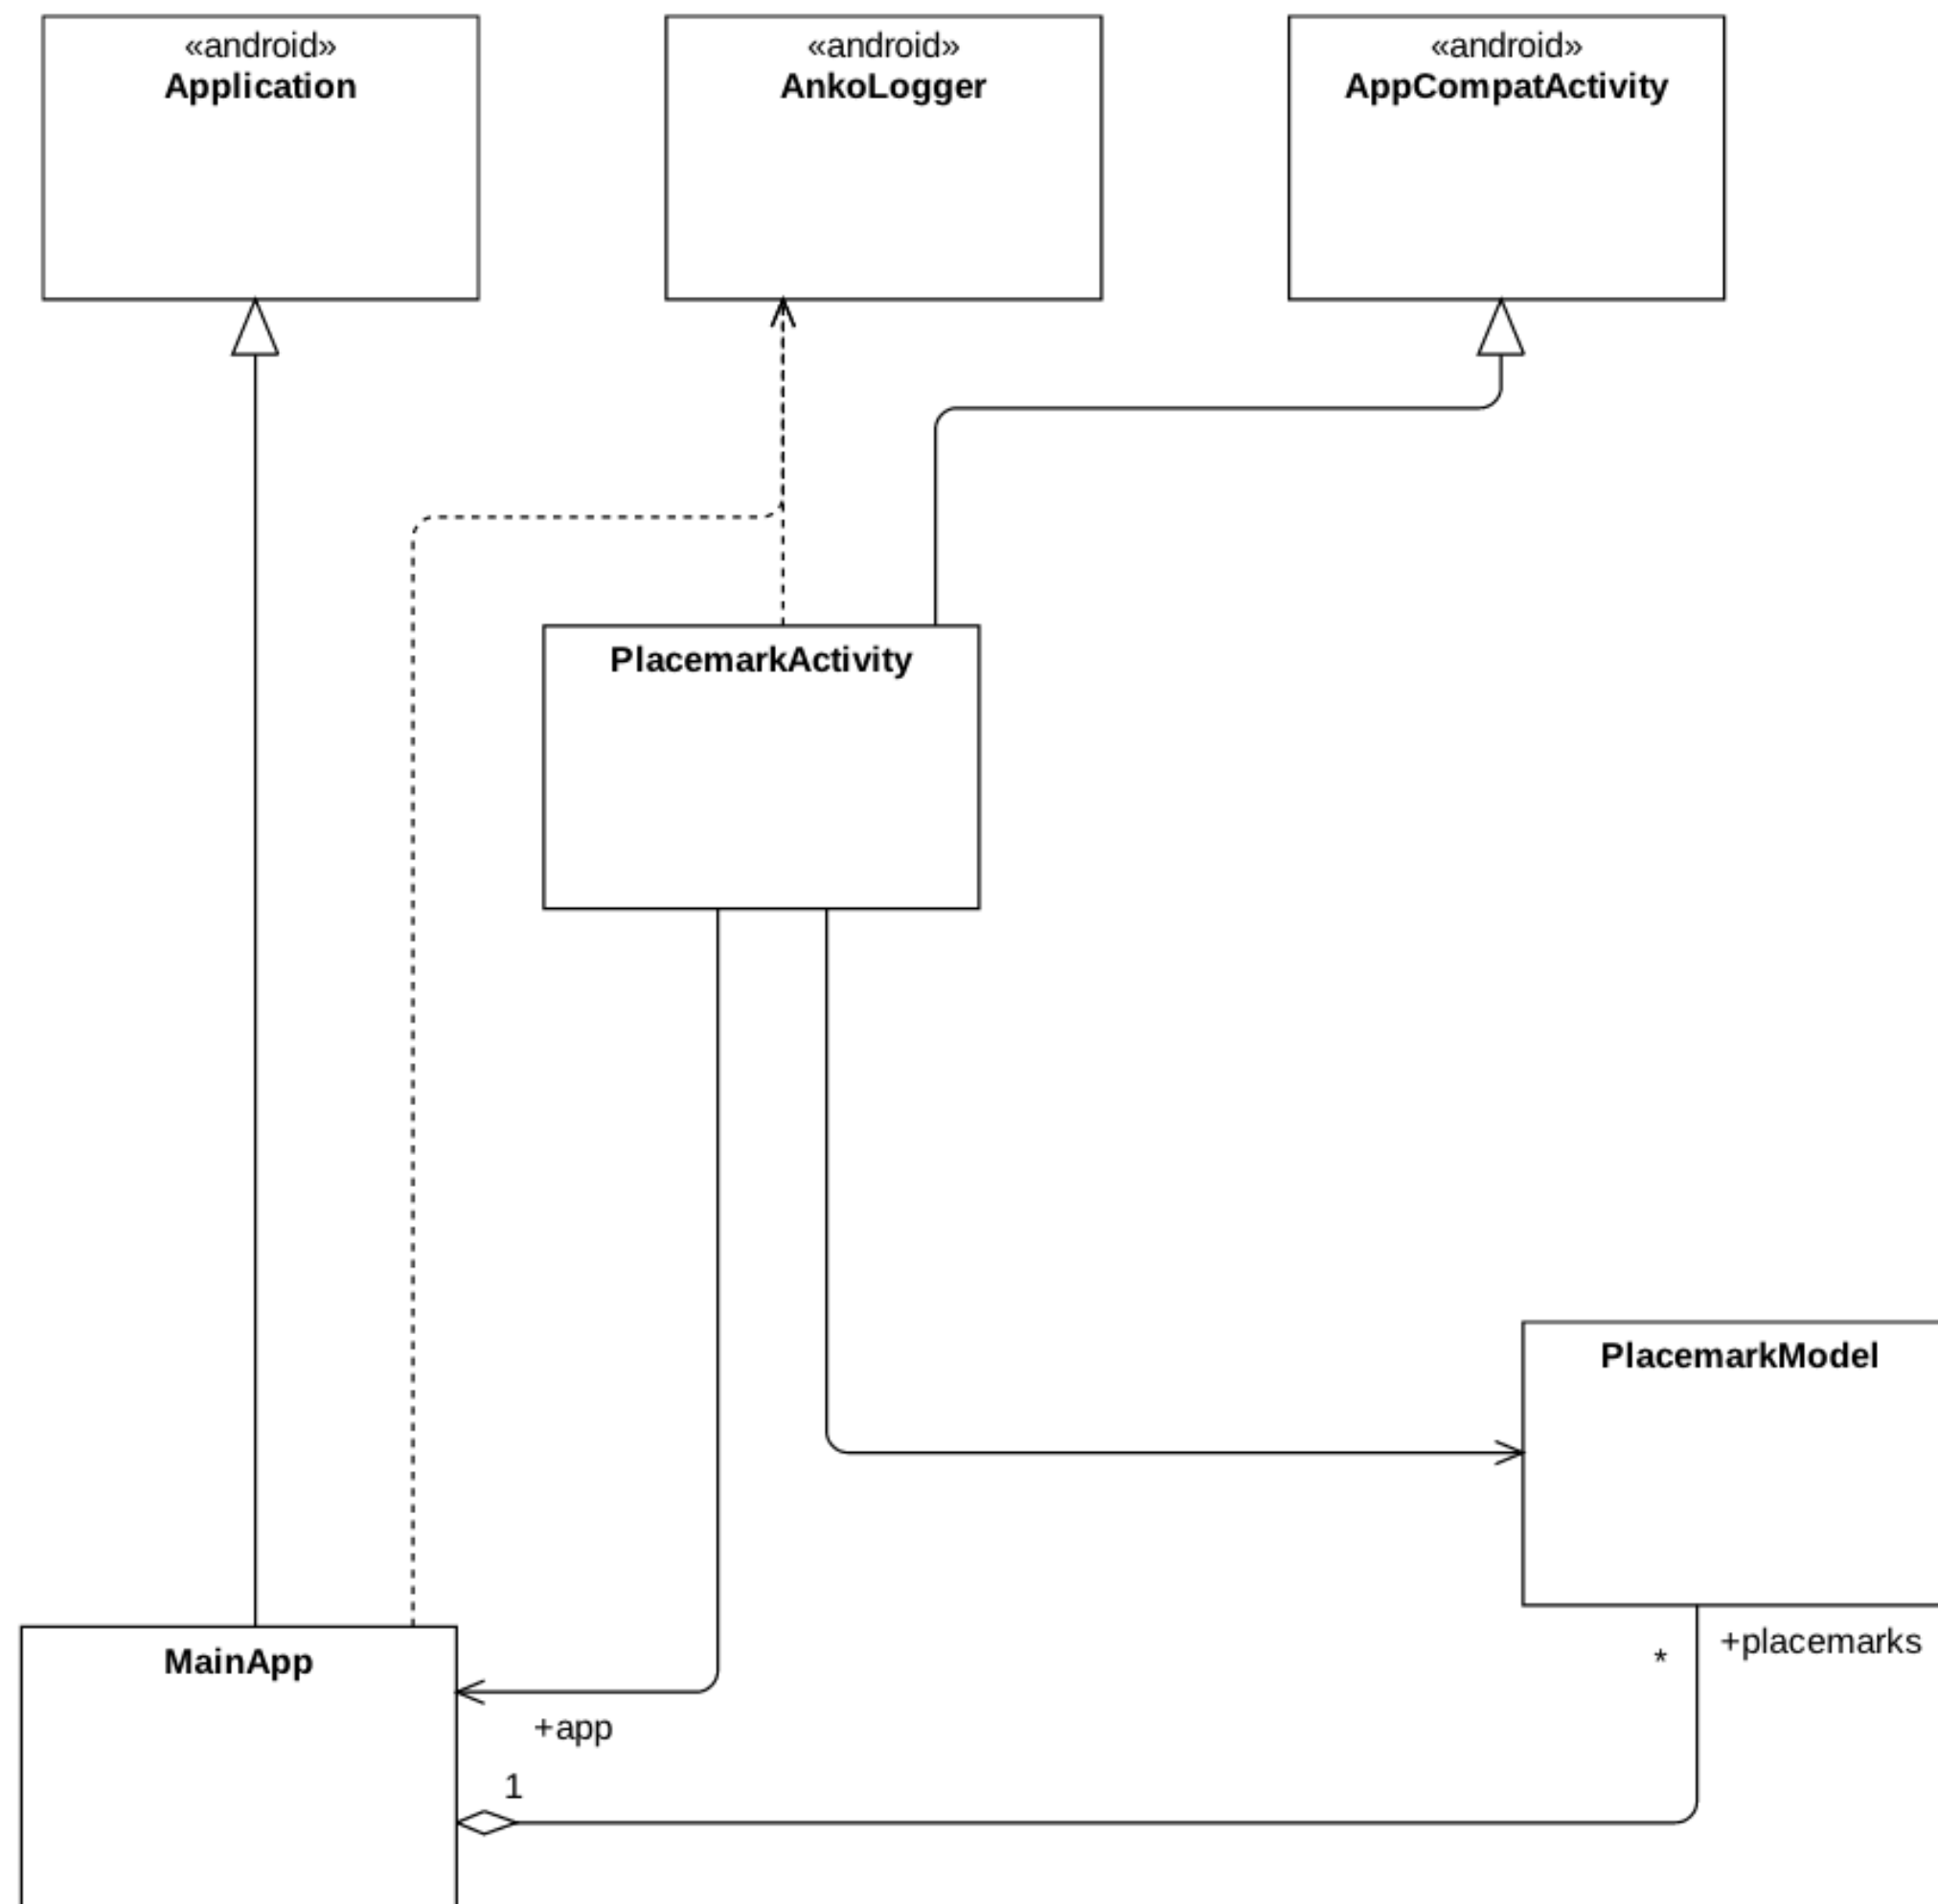 «android»
Application
«android»
AnkoLogger
«android»
AppCompatActivity
PlacemarkActivity
PlacemarkModel
* +placemarks
MainApp
+app
1